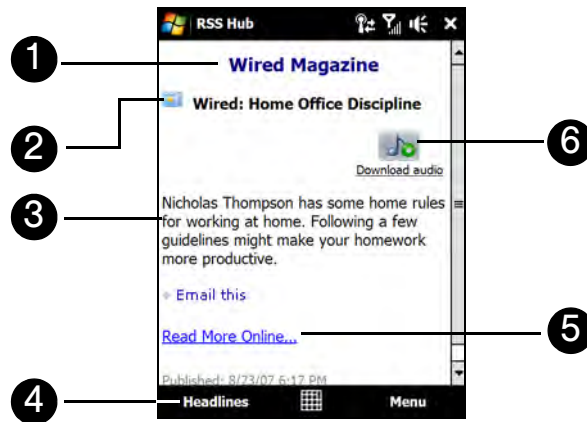 RSS Hub
1
Wired Magazine
2
Wired: Home Office Discipline
6
Download audio
3
Nicholas Thompson has some home rules
for working at home. Following a few
guidelines might make your homework
more productive.
Email this
5
Read More Online...
Published: 8/23/07 6:17 PM
4
Headlines
Menu